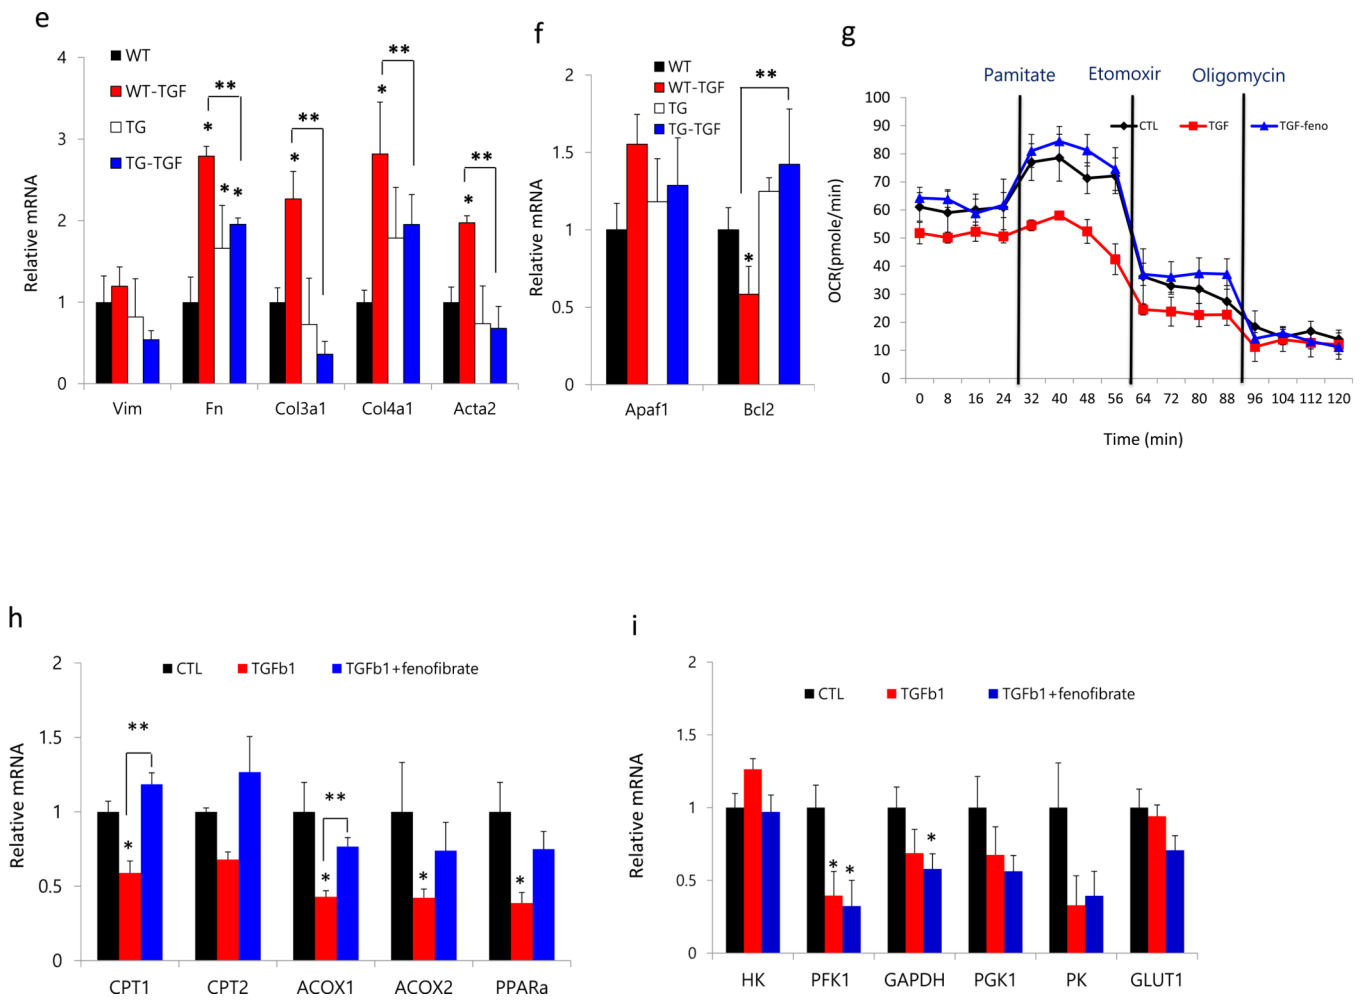 e
WT
WT-TGF
TG
TG-TGF
Relative mRNA
4
3
2
1
0
**
**
**
**
*
*
*
*
*
*
Vim Fn Col3a1 Col4a1 Acta2
f
WT
WT-TGF
TG
TG-TGF
Relative mRNA
2
1.5
1
0.5
0
**
*
Apaf1 Bcl2
g
Pamitate Etomoxir Oligomycin
CTL TGF TGF-feno
OCR(pmole/min)
100
90
80
70
60
50
40
30
20
10
0
0 8 16 24 32 40 48 56 64 72 80 88 96 104 112 120
Time (min)
h
CTL TGFb1 TGFb1+fenofibrate
Relative mRNA
2
1.5
1
0.5
0
**
**
*
*
*
*
CPT1 CPT2 ACOX1 ACOX2 PPARa
i
CTL TGFb1 TGFb1+fenofibrate
Relative mRNA
2
1.5
1
0.5
0
*
*
*
HK PFK1 GAPDH PGK1 PK GLUT1